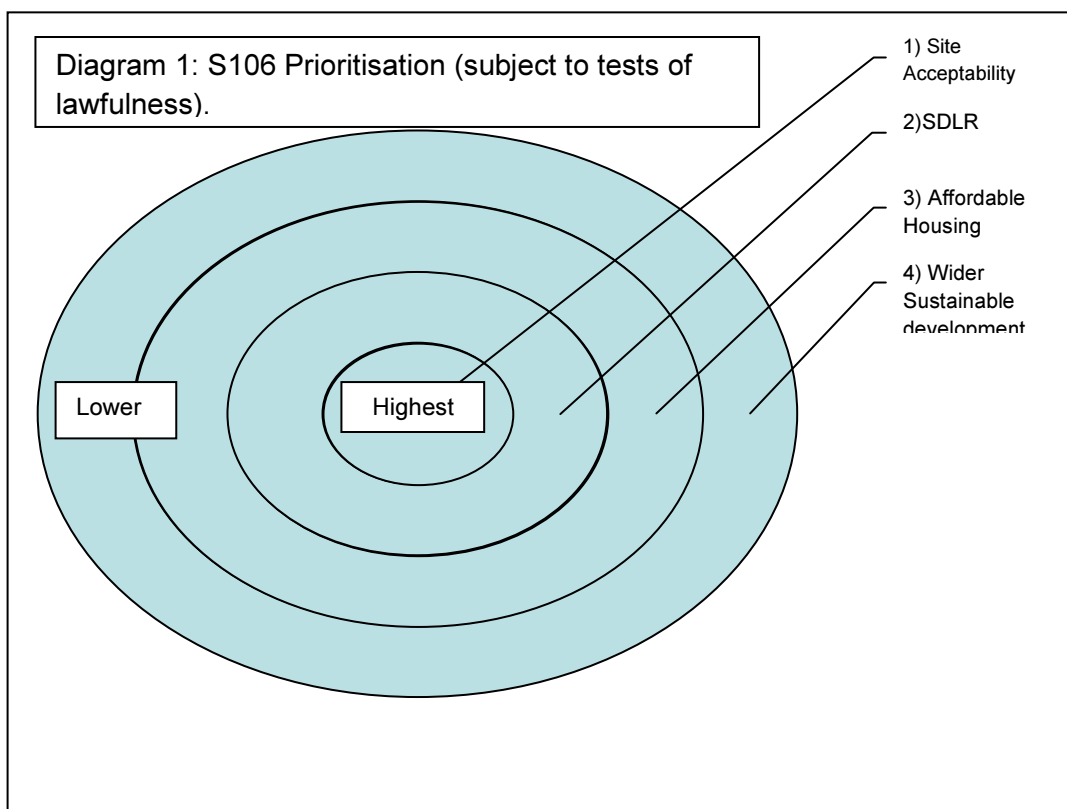 Diagram 1: S106 Prioritisation (subject to tests of
lawfulness).
1) Site
Acceptability
2)SDLR
3) Affordable
Housing
4) Wider
Sustainable
development
Lower
Highest